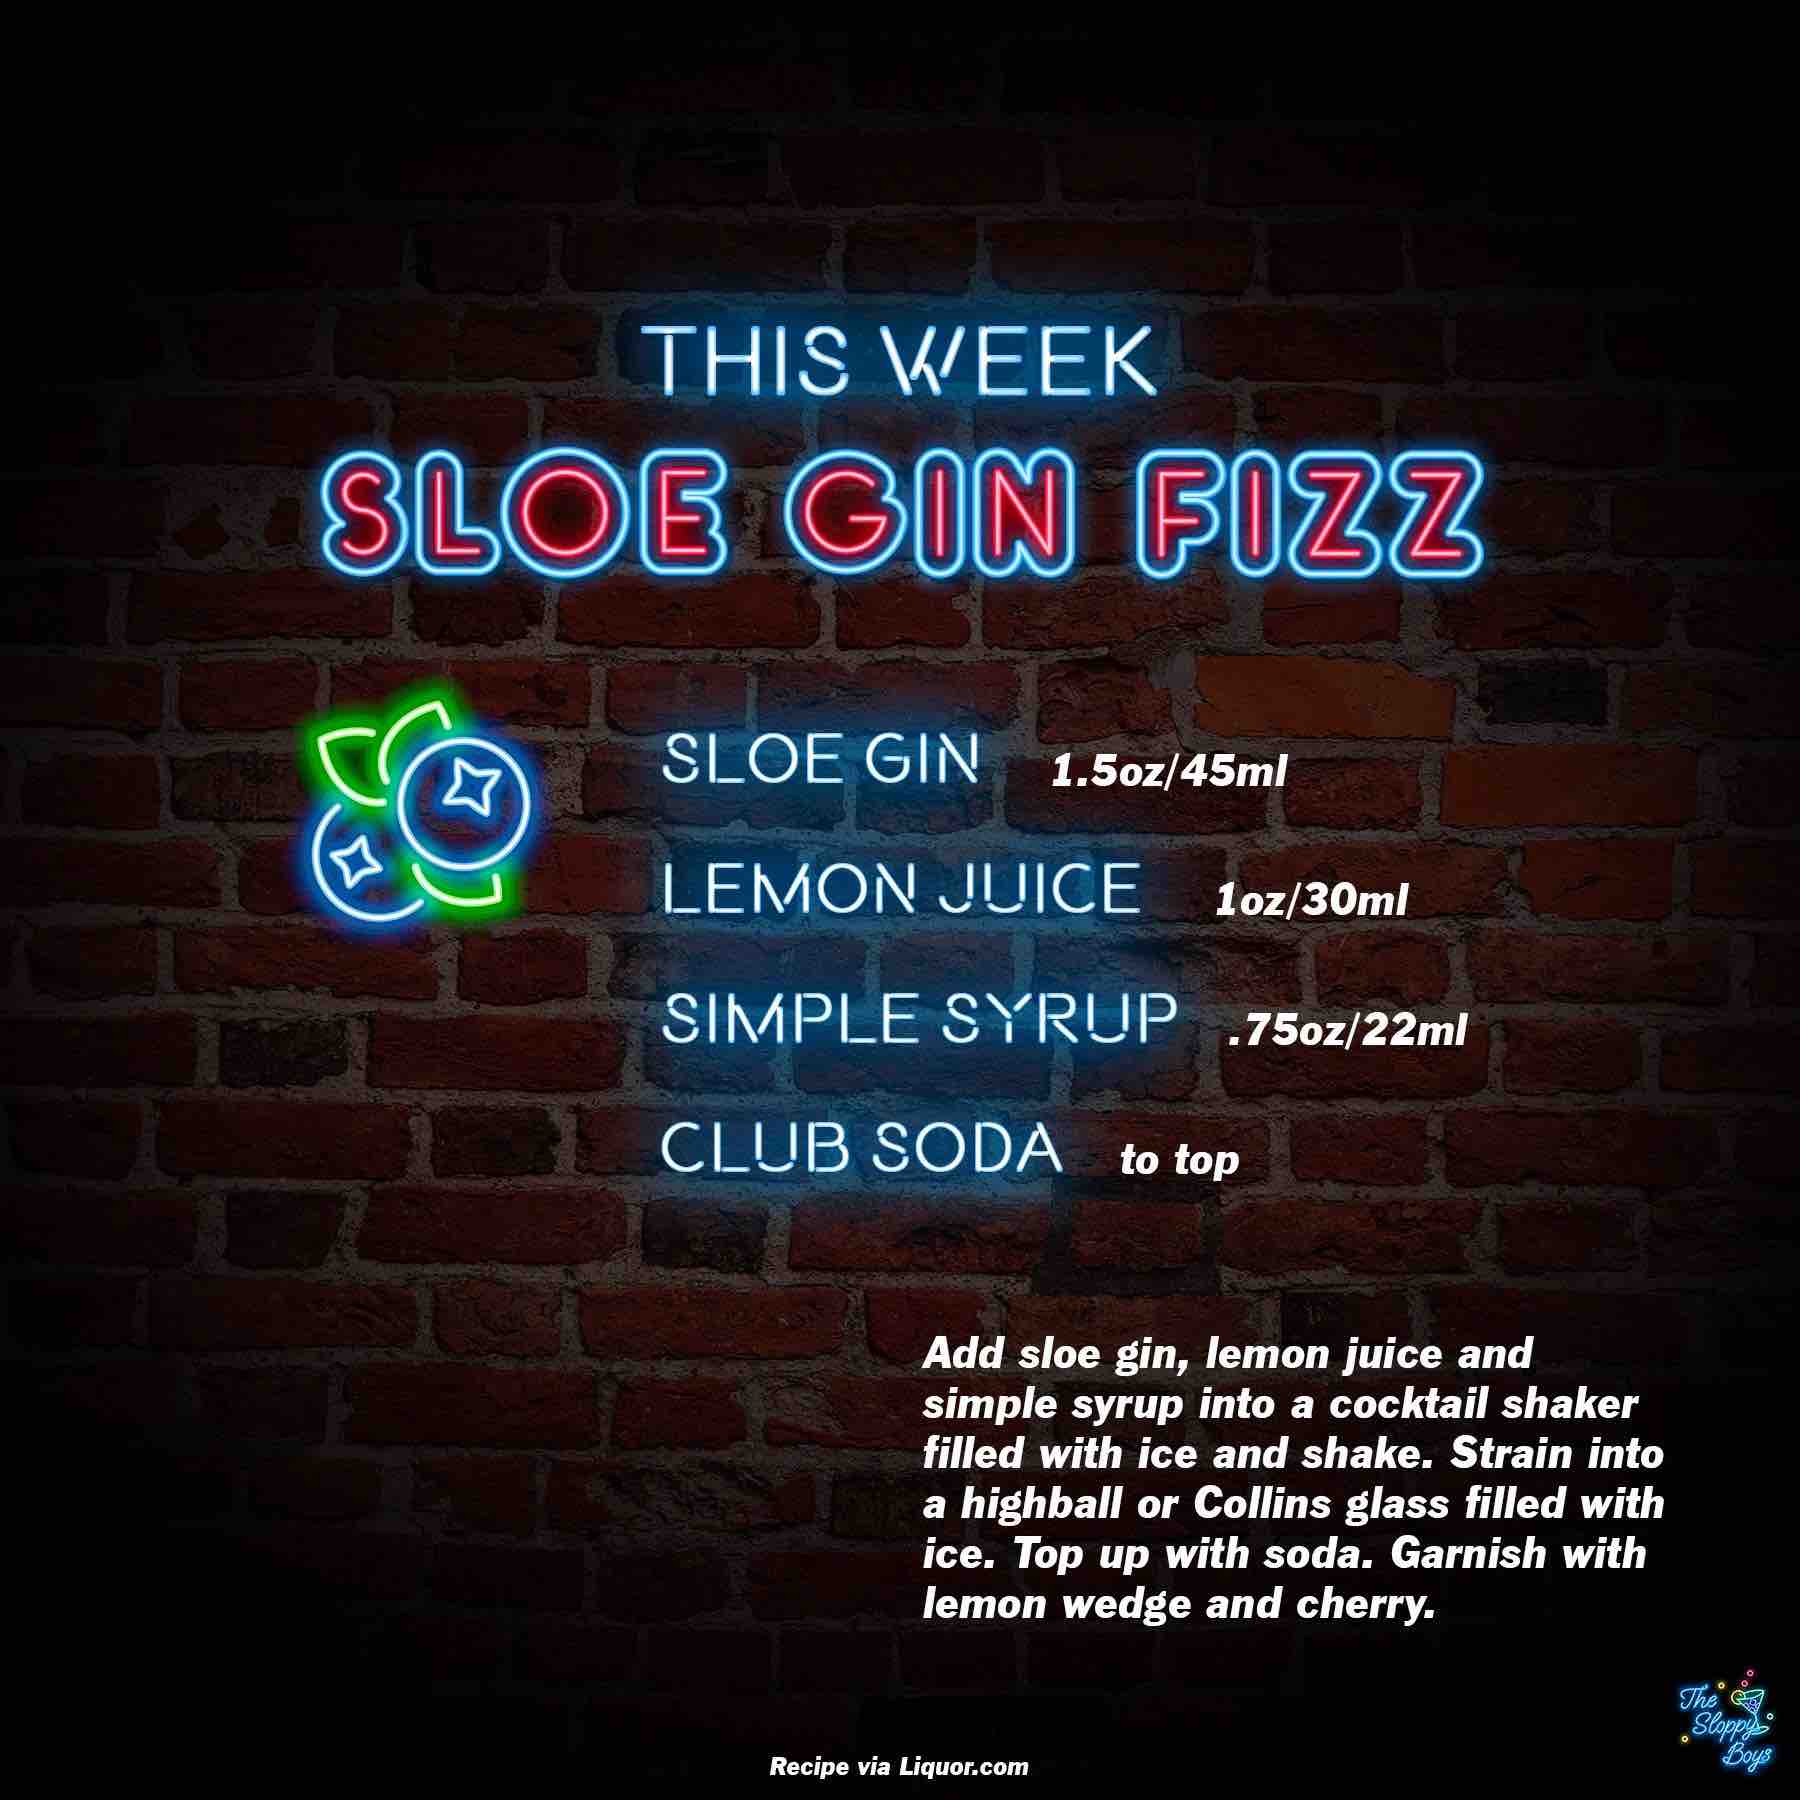 THIS WEEK
SLOE GIN FIZZ
SLOE GIN 1.5oz/45ml
LEMON JUICE 1oz/30ml
SIMPLE SYRUP .75oz/22ml
CLUB SODA to top
Add sloe gin, lemon juice and
simple syrup into a cocktail shaker
filled with ice and shake. Strain into
a highball or Collins glass filled with
ice. Top up with soda. Garnish with
lemon wedge and cherry.
The
Sloppy
Boys
Recipe via Liquor.com